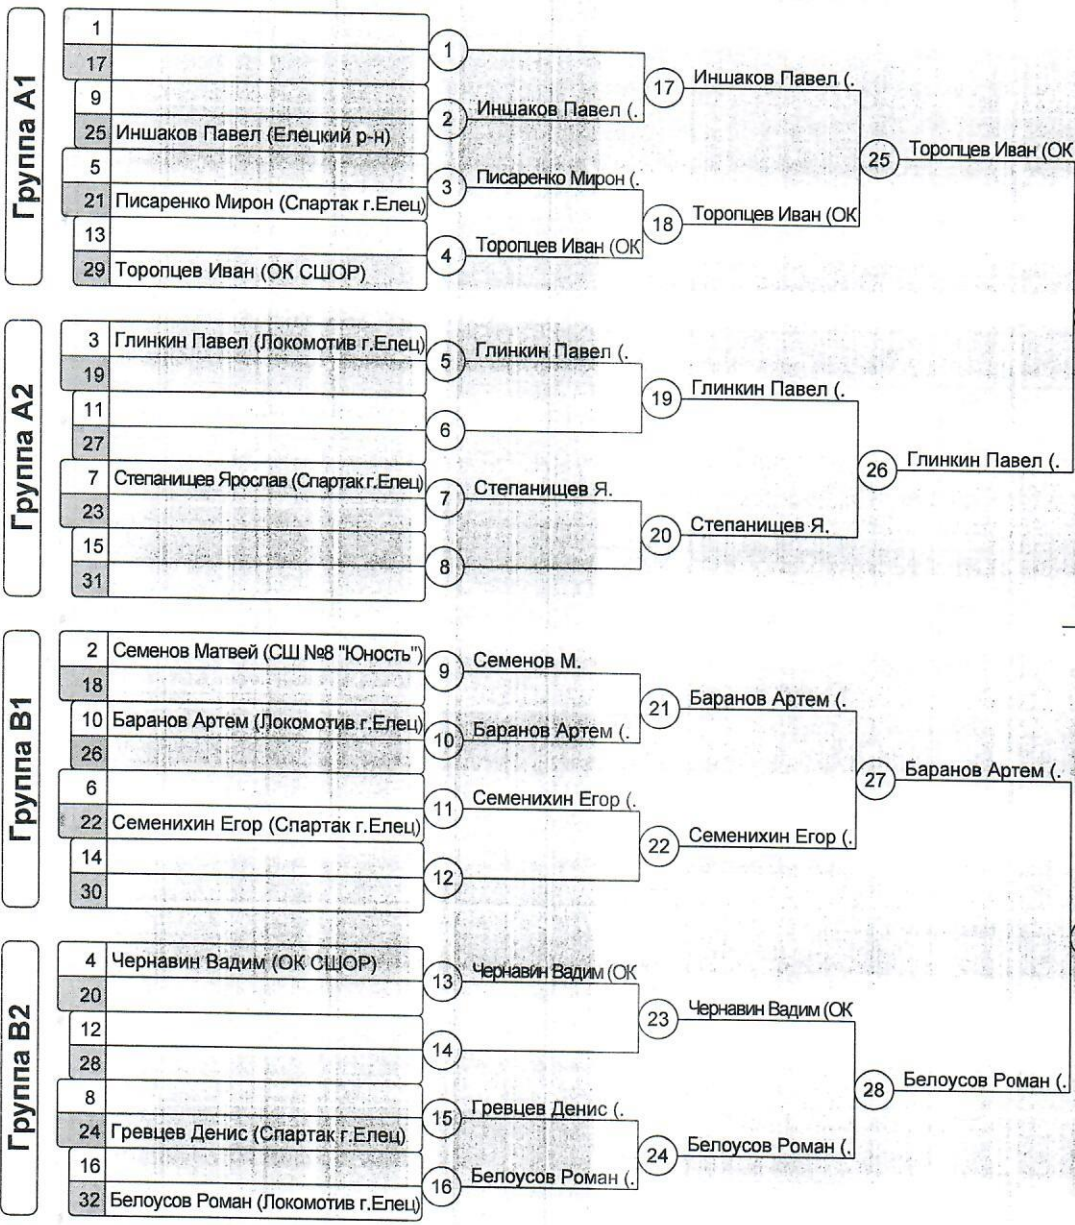 Группа A1
1
17
9
25 Иншаков Павел (Елецкий р-н)
5
21 Писаренко Мирон (Спартак г.Елец)
13
29 Торопцев Иван (ОК СШОР)
1
2 Иншаков Павел (.
3 Писаренко Мирон (.
4 Торопцев Иван (ОК
17 Иншаков Павел (.
18 Торопцев Иван (ОК
25 Торопцев Иван (ОК
Группа A2
3 Глинкин Павел (Локомотив г.Елец)
19
11
27
7 Степанищев Ярослав (Спартак г.Елец)
23
15
31
5 Глинкин Павел (.
6
7 Степанищев Я.
8
19 Глинкин Павел (.
20 Степанищев Я.
26 Глинкин Павел (.
Группа B1
2 Семенов Матвей (СШ №8 "Юность")
18
10 Баранов Артем (Локомотив г.Елец)
26
6
22 Семенихин Егор (Спартак г.Елец)
14
30
9 Семенов М.
10 Баранов Артем (.
11 Семенихин Егор (.
12
21 Баранов Артем (.
22 Семенихин Егор (.
27 Баранов Артем (.
Группа B2
4 Чернавин Вадим (ОК СШОР)
20
12
28
8
24 Гревцев Денис (Спартак г.Елец)
16
32 Белоусов Роман (Локомотив г.Елец)
13 Чернавин Вадим (ОК
14
15 Гревцев Денис (.
16 Белоусов Роман (.
23 Чернавин Вадим (ОК
24 Белоусов Роман (.
28 Белоусов Роман (.